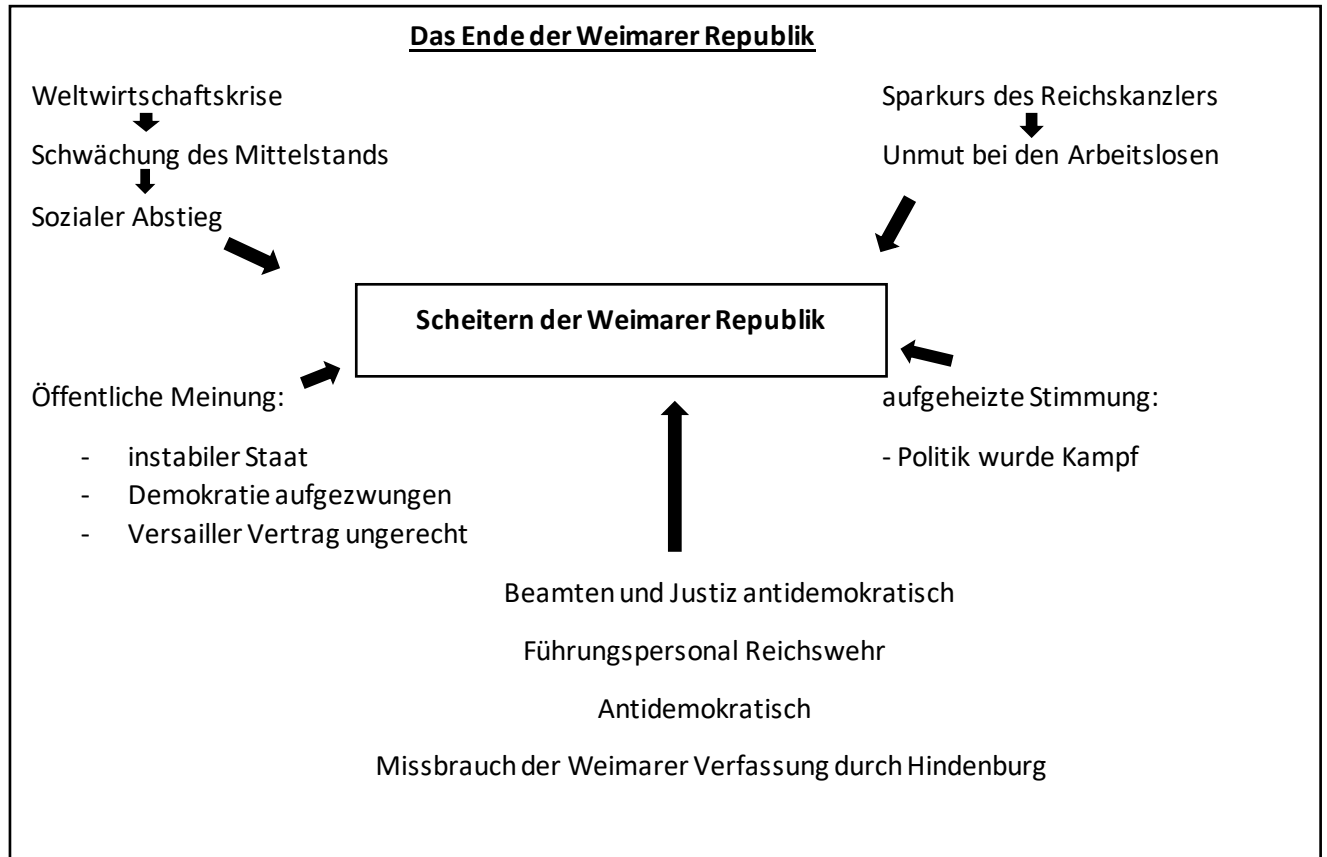 Das Ende der Weimarer Republik
Weltwirtschaftskrise
Schwächung des Mittelstands
Sozialer Abstieg
Sparkurs des Reichskanzlers
Unmut bei den Arbeitslosen
Scheitern der Weimarer Republik
Öffentliche Meinung:
- instabiler Staat
- Demokratie aufgezwungen
- Versailler Vertrag ungerecht
aufgeheizte Stimmung:
- Politik wurde Kampf
Beamten und Justiz antidemokratisch
Führungspersonal Reichswehr
Antidemokratisch
Missbrauch der Weimarer Verfassung durch Hindenburg